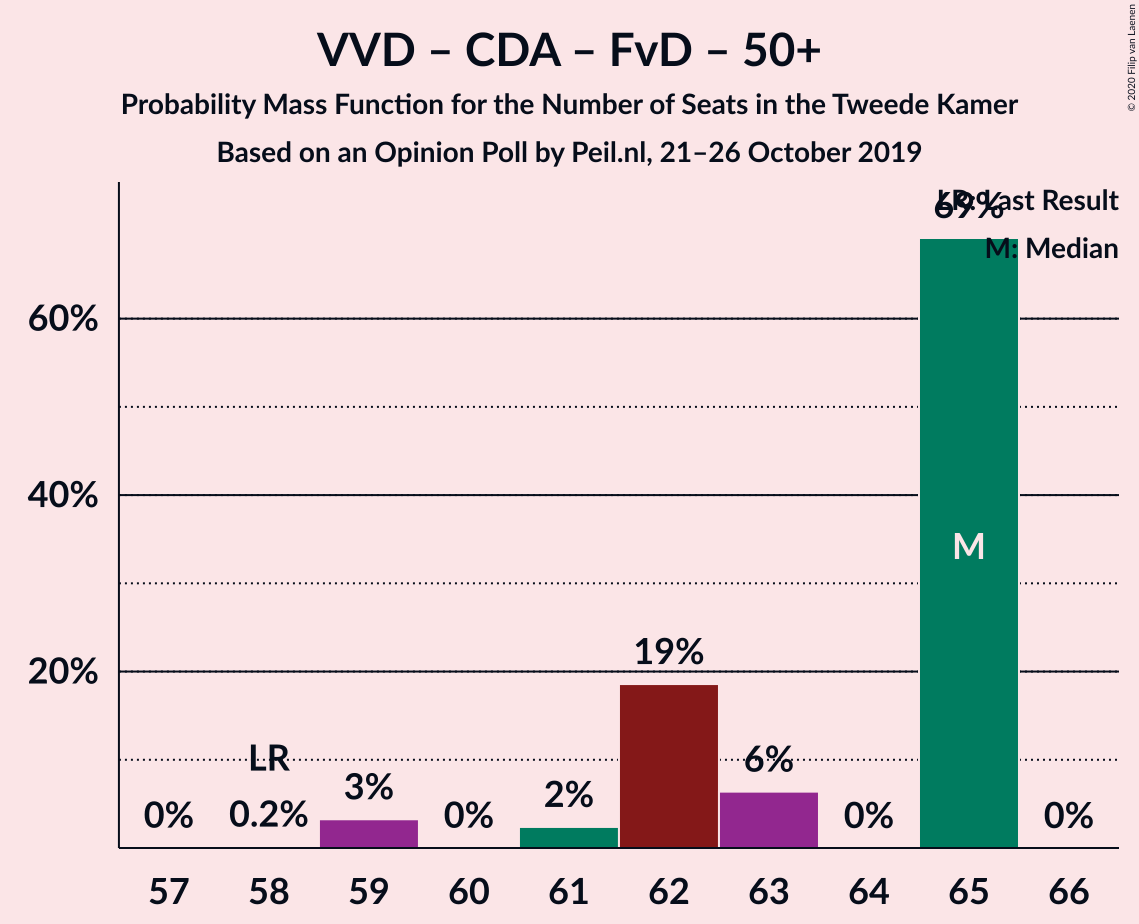 VVD – CDA – FvD – 50+
Probability Mass Function for the Number of Seats in the Tweede Kamer
Based on an Opinion Poll by Peil.nl, 21–26 October 2019
© 2020 Filip van Laenen
LR: Last Result
M: Median
69%
60%
40%
20%
M
19%
LR
6%
3%
2%
0%
0.2%
0%
0%
0%
57 58 59 60 61 62 63 64 65 66